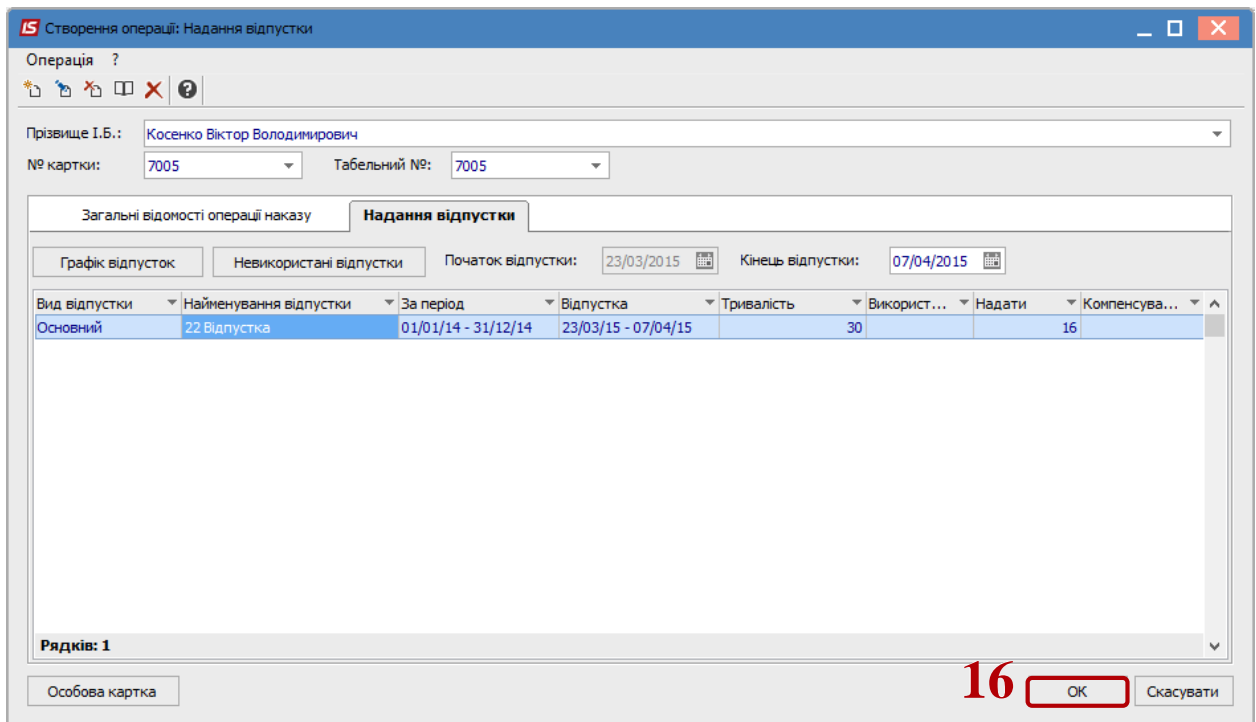 Створення операції: Надання відпустки
Операція ?
Прізвище І.Б.: Косенко Віктор Володимирович
№ картки: 7005 Табельний №: 7005
Загальні відомості операції наказу Надання відпустки
Графік відпусток Невикористані відпустки Початок відпустки: 23/03/2015 Кінець відпустки: 07/04/2015
Вид відпустки Найменування відпустки За період Відпустка Тривалість Використ... Надати Компенсува...
Основний 22 Відпустка 01/01/14 - 31/12/14 23/03/15 - 07/04/15 30 16
Рядків: 1
Особова картка 16 ОК Скасувати